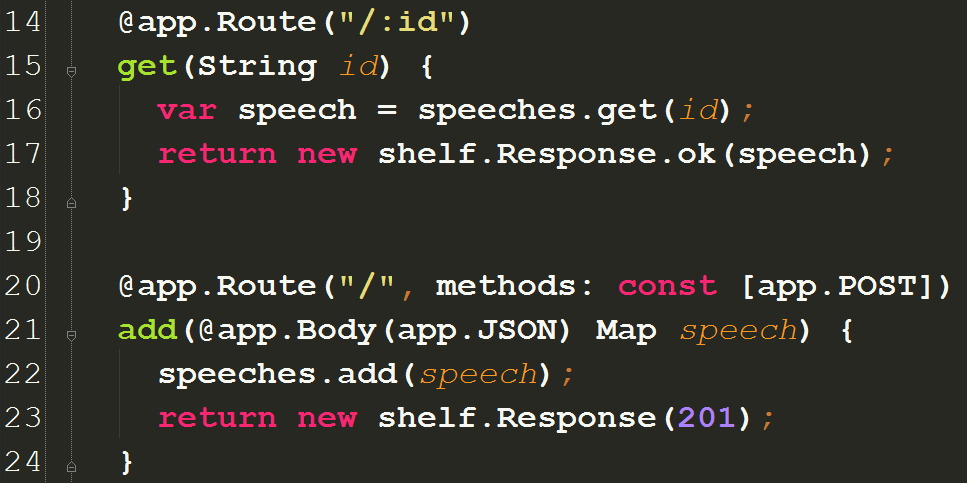 14 @app.Route("/:id")
15 get(String id) {
16 var speech = speeches.get(id);
17 return new shelf.Response.ok(speech);
18 }
19
20 @app.Route("/", methods: const [app.POST])
21 add(@app.Body(app.JSON) Map speech) {
22 speeches.add(speech);
23 return new shelf.Response(201);
24 }